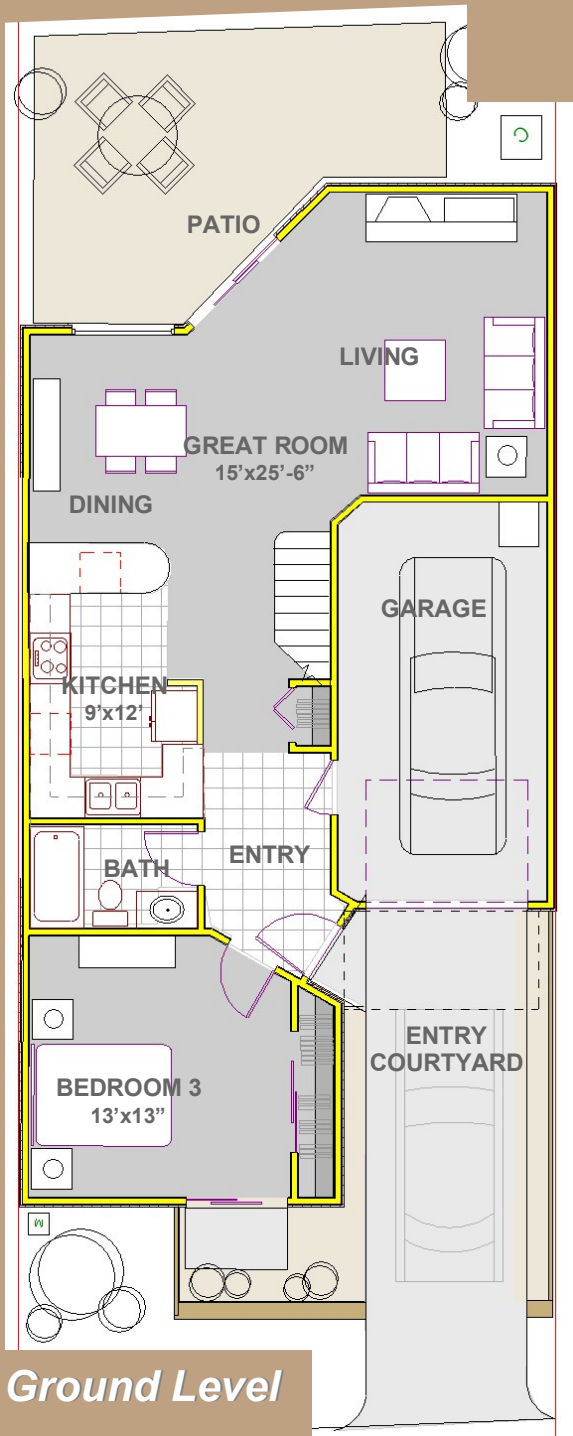 PATIO
LIVING
GREAT ROOM
15’x25’-6”
DINING
GARAGE
KITCHEN
9’x12’
BATH
ENTRY
ENTRY
COURTYARD
BEDROOM 3
13’x13”
Ground Level